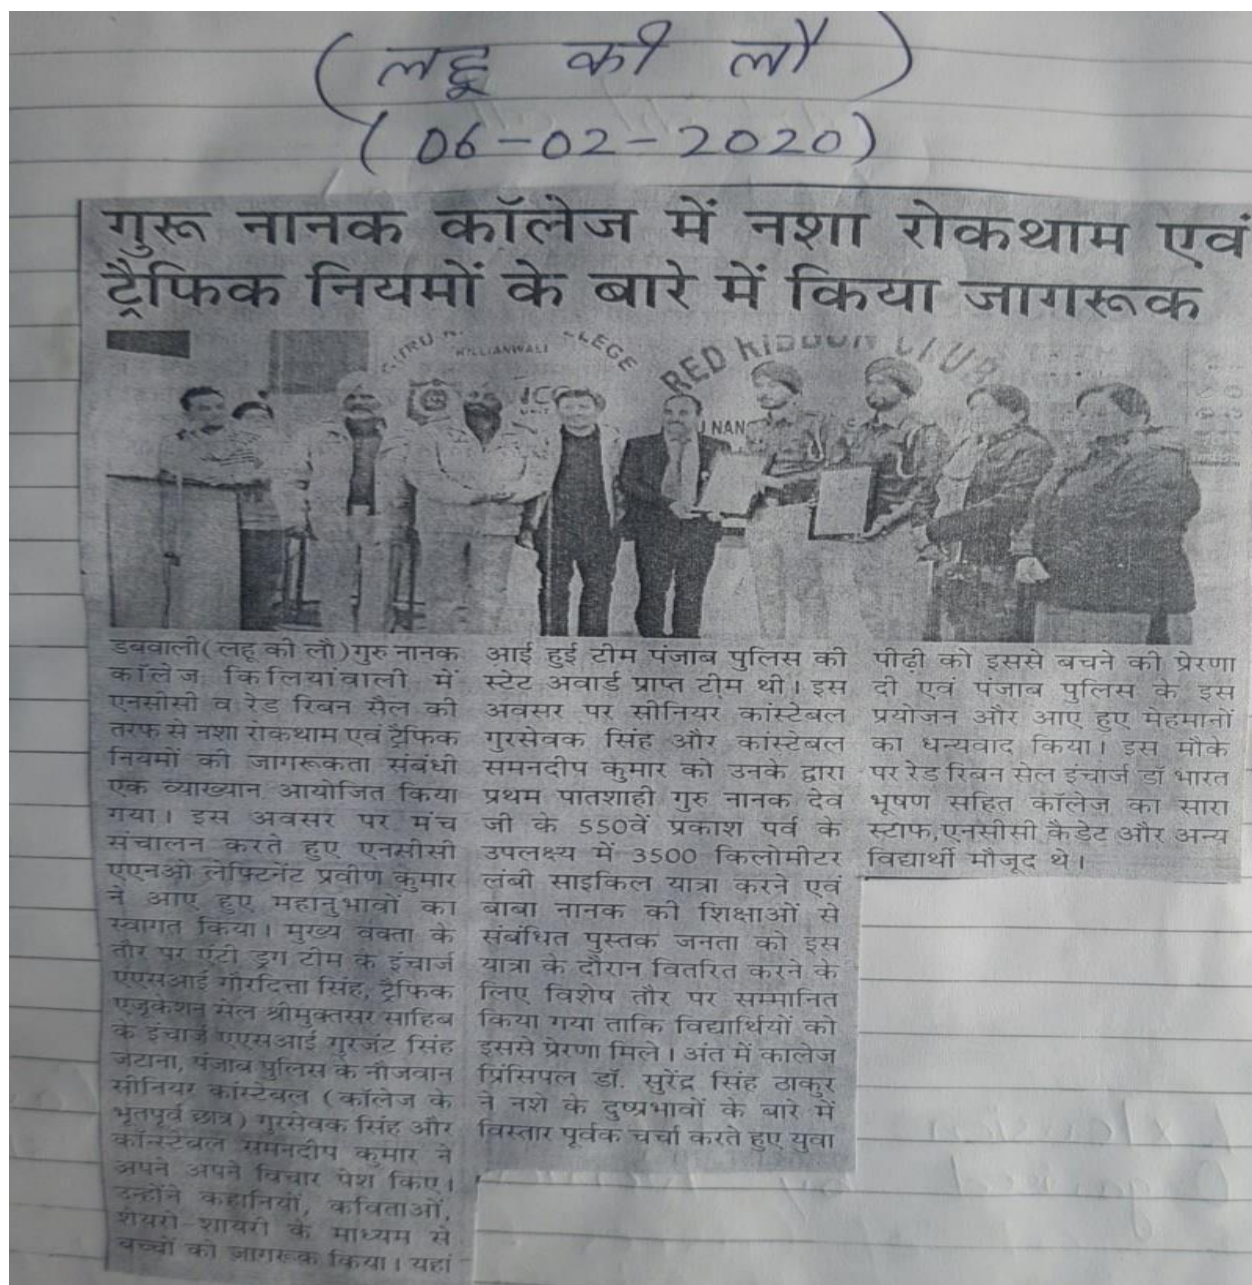 (लहू की लौ)
(06-02-2020)
गुरू नानक कॉलेज में नशा रोकथाम एवं
ट्रैफिक नियमों के बारे में किया जागरूक
GURU LEGE
KILLIANWALI
RED RIBBON CLUB
NCC
UNIT
U NAN
डबवाली(लहू की लौ)गुरु नानक
कॉलेज किलियांवाली में
एनसीसी व रेड रिबन सैल की
तरफ से नशा रोकथाम एवं ट्रैफिक
नियमों की जागरूकता संबंधी
एक व्याख्यान आयोजित किया
गया। इस अवसर पर मंच
संचालन करते हुए एनसीसी
एएनओ लेफ्टिनेंट प्रवीण कुमार
ने आए हुए महानुभावों का
स्वागत किया। मुख्य वक्ता के
तौर पर एंटी ड्रग टीम के इंचार्ज
एएसआई गौरदित्ता सिंह, ट्रैफिक
एजूकेशन सेल श्रीमुक्तसर साहिब
के इंचार्ज एएसआई गुरजंट सिंह
जटाना, पंजाब पुलिस के नौजवान
सीनियर कांस्टेबल (कॉलेज के
भूतपूर्व छात्र) गुरसेवक सिंह और
कॉन्स्टेबल समनदीप कुमार ने
अपने अपने विचार पेश किए।
उन्होंने कहानियों, कविताओं,
शेयरो शायरी के माध्यम से
बच्चों को जागरूक किया। यहां
आई हुई टीम पंजाब पुलिस की
स्टेट अवार्ड प्राप्त टीम थी। इस
अवसर पर सीनियर कांस्टेबल
गुरसेवक सिंह और कांस्टेबल
समनदीप कुमार को उनके द्वारा
प्रथम पातशाही गुरु नानक देव
जी के 550वें प्रकाश पर्व के
उपलक्ष्य में 3500 किलोमीटर
लंबी साइकिल यात्रा करने एवं
बाबा नानक की शिक्षाओं से
संबंधित पुस्तक जनता को इस
यात्रा के दौरान वितरित करने के
लिए विशेष तौर पर सम्मानित
किया गया ताकि विद्यार्थियों को
इससे प्रेरणा मिले। अंत में कालेज
प्रिंसिपल डॉ. सुरेंद्र सिंह ठाकुर
ने नशे के दुष्प्रभावों के बारे में
विस्तार पूर्वक चर्चा करते हुए युवा
पीढ़ी को इससे बचने की प्रेरणा
दी एवं पंजाब पुलिस के इस
प्रयोजन और आए हुए मेहमानों
का धन्यवाद किया। इस मौके
पर रेड रिबन सेल इंचार्ज डॉ भारत
भूषण सहित कॉलेज का सारा
स्टाफ,एनसीसी कैडेट और अन्य
विद्यार्थी मौजूद थे।